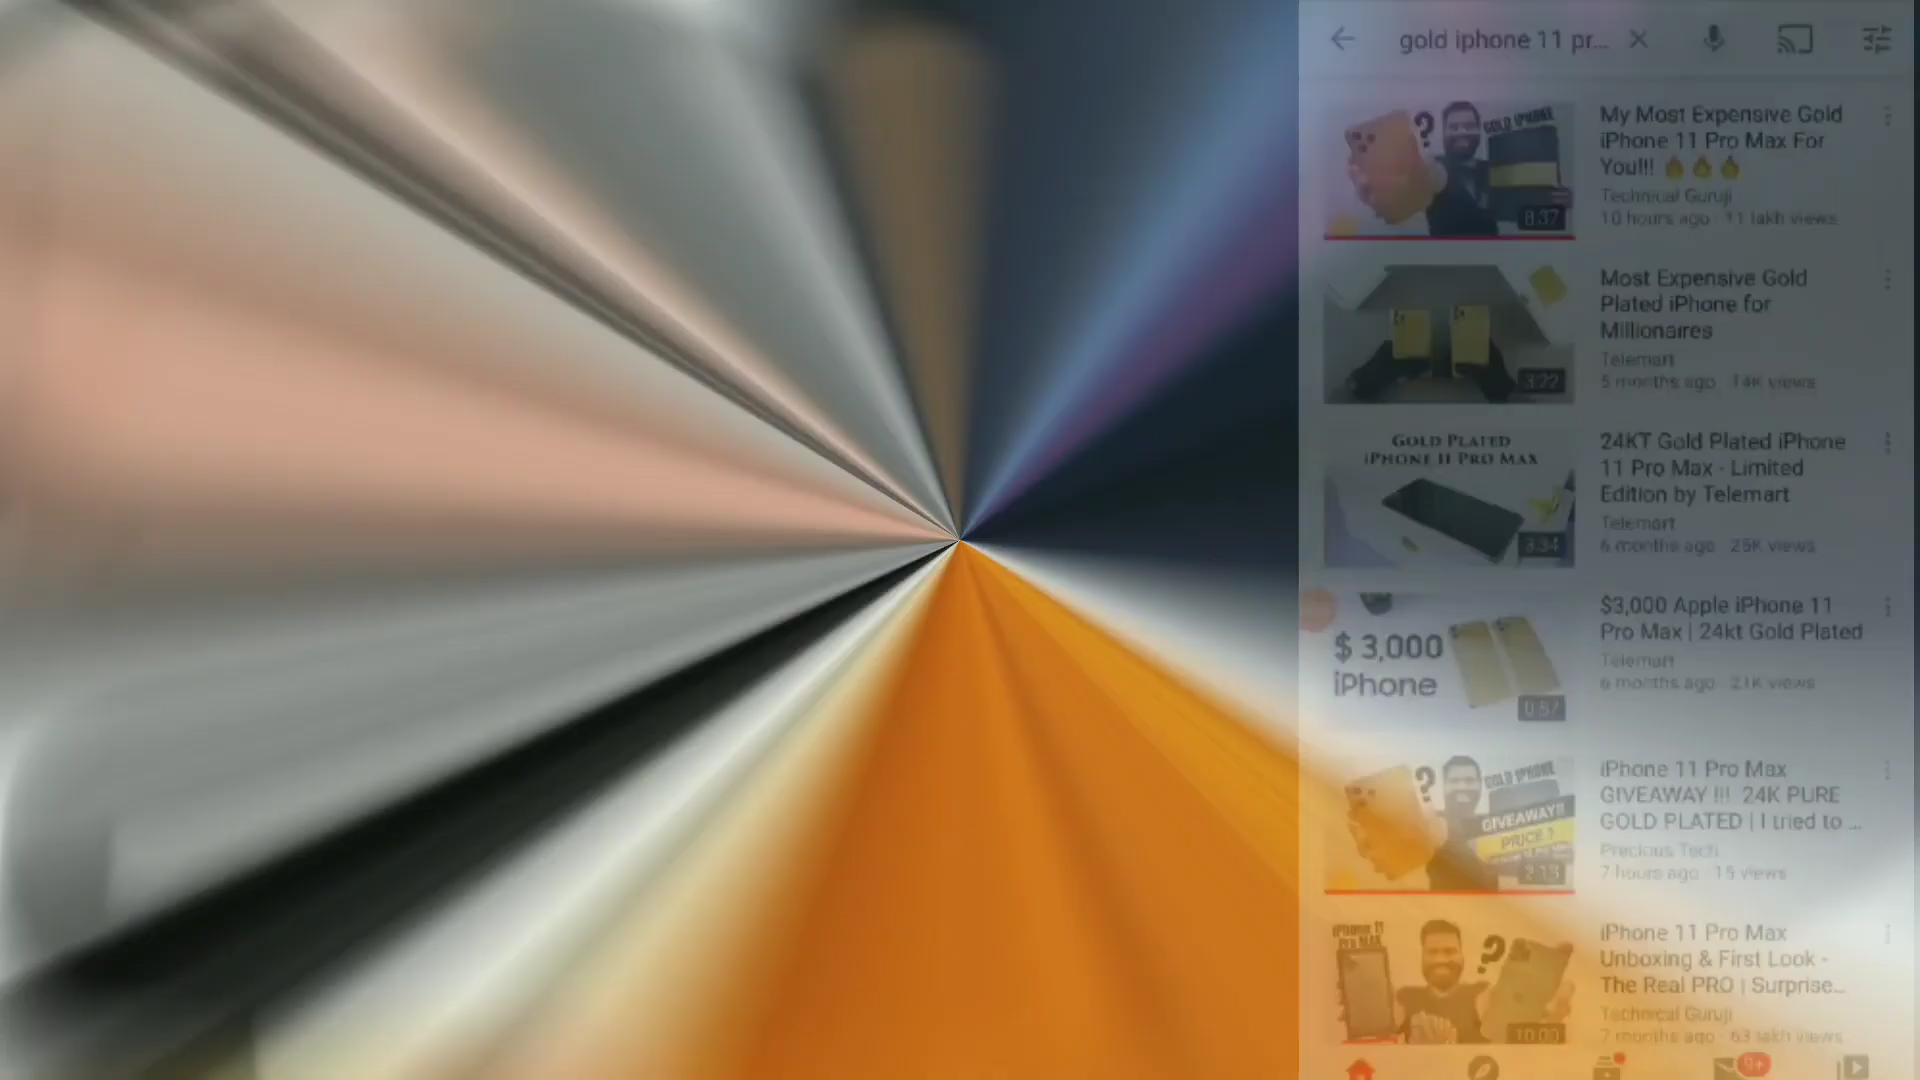 gold iphone 11 pr...
My Most Expensive Gold
iPhone 11 Pro Max For
You!!! 🔥 🔥 🔥
Technical Guruji
10 hours ago · 11 lakh views
? GOLD IPHONE
8:37
Most Expensive Gold
Plated iPhone for
Millionaires
Telemart
5 months ago · 14K views
3:22
GOLD PLATED
IPHONE 11 PRO MAX
3:34
24KT Gold Plated iPhone
11 Pro Max - Limited
Edition by Telemart
Telemart
6 months ago · 25K views
$ 3,000
iPhone
0:57
$3,000 Apple iPhone 11
Pro Max | 24kt Gold Plated
Telemart
6 months ago · 21K views
? GOLD IPHONE
GIVEAWAY!!
PRICE ?
2:13
iPhone 11 Pro Max
GIVEAWAY !!! 24K PURE
GOLD PLATED | I tried to ...
Precious Tech
7 hours ago · 15 views
iPhone 11
Pro MAX
?
10:00
iPhone 11 Pro Max
Unboxing & First Look -
The Real PRO | Surprise...
Technical Guruji
7 months ago · 63 lakh views
9+